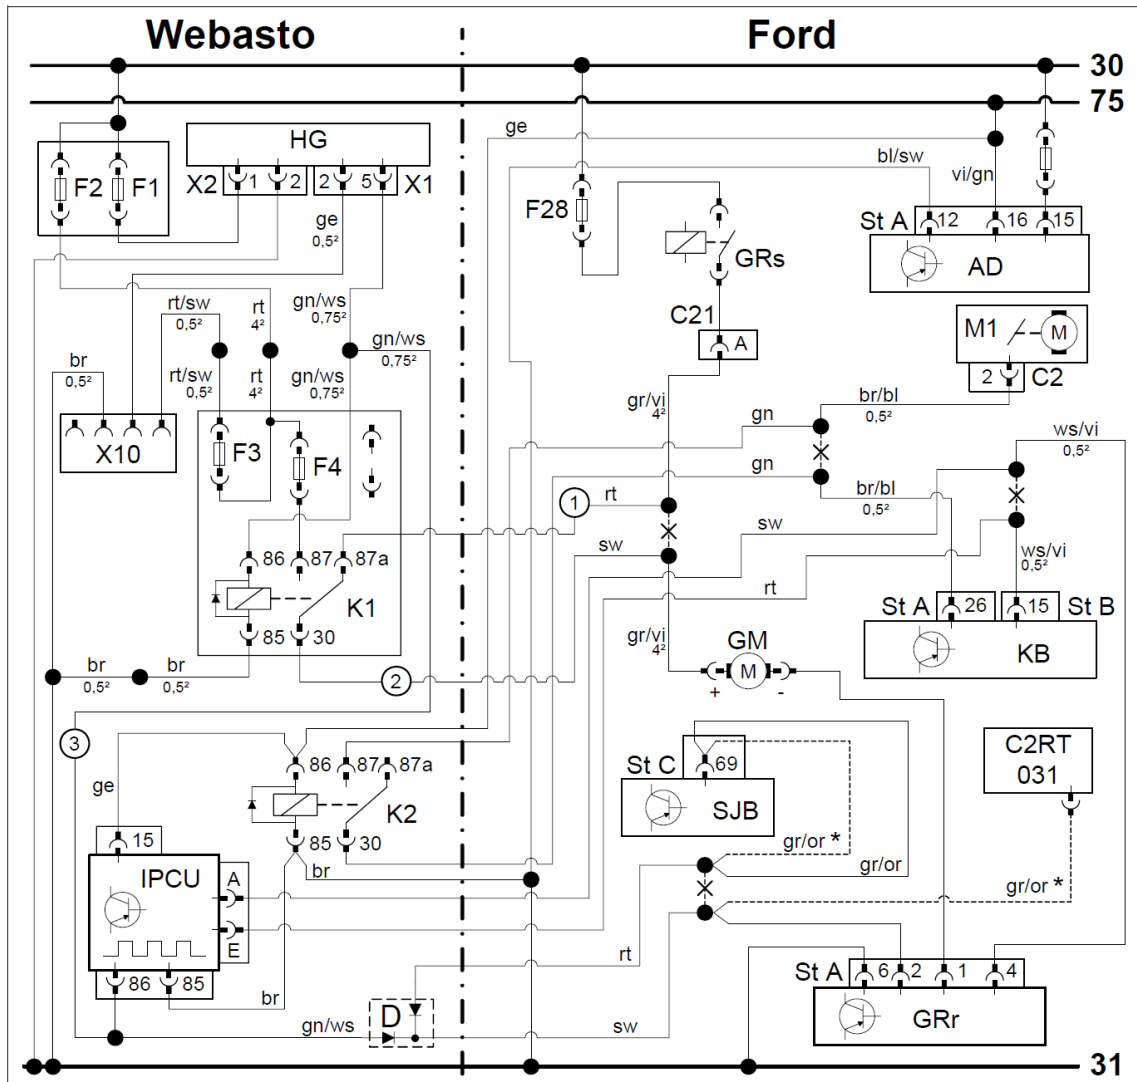 Webasto
Ford
30
75
HG
X2
1
2
2
5
X1
F2
F1
ge
0,5²
ge
bl/sw
vi/gn
F28
GRs
St A
12
16
15
AD
C21
A
M1
M
2
C2
rt/sw
0,5²
rt
4²
gn/ws
0,75²
gn/ws
0,75²
br
0,5²
rt/sw
0,5²
rt
4²
gn/ws
0,75²
X10
F3
F4
gr/vi
4²
gn
br/bl
0,5²
gn
br/bl
0,5²
ws/vi
0,5²
1
rt
sw
sw
ws/vi
0,5²
rt
86
87
87a
K1
85
30
St A
26
15
St B
KB
br
0,5²
br
0,5²
2
gr/vi
4²
GM
M
+
-
3
ge
86
87
87a
K2
85
30
St C
69
SJB
C2RT
031
15
IPCU
A
E
86
85
br
br
gr/or *
gr/or
gr/or *
rt
gn/ws
D
sw
St A
6
2
1
4
GRr
31